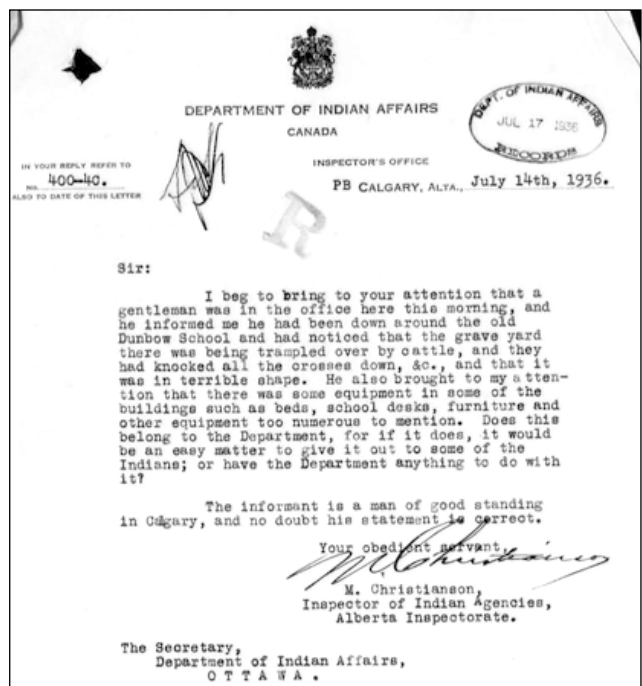 DEPARTMENT OF INDIAN AFFAIRS
CANADA
DEPT. OF INDIAN AFFAIRS
JUL 17 1936
RECORDS
INSPECTOR'S OFFICE
IN YOUR REPLY REFER TO
No. 400-40.
ALSO TO DATE OF THIS LETTER
PB CALGARY, ALTA., July 14th, 1936.
R
Sir:
I beg to bring to your attention that a
gentleman was in the office here this morning, and
he informed me he had been down around the old
Dunbow School and had noticed that the grave yard
there was being trampled over by cattle, and they
had knocked all the crosses down, &c., and that it
was in terrible shape. He also brought to my atten-
tion that there was some equipment in some of the
buildings such as beds, school desks, furniture and
other equipment too numerous to mention. Does this
belong to the Department, for if it does, it would
be an easy matter to give it out to some of the
Indians; or have the Department anything to do with
it?
The informant is a man of good standing
in Calgary, and no doubt his statement is correct.
Your obedient servant,
M. Christianson
M. Christianson,
Inspector of Indian Agencies,
Alberta Inspectorate.
The Secretary,
Department of Indian Affairs,
O T T A W A .